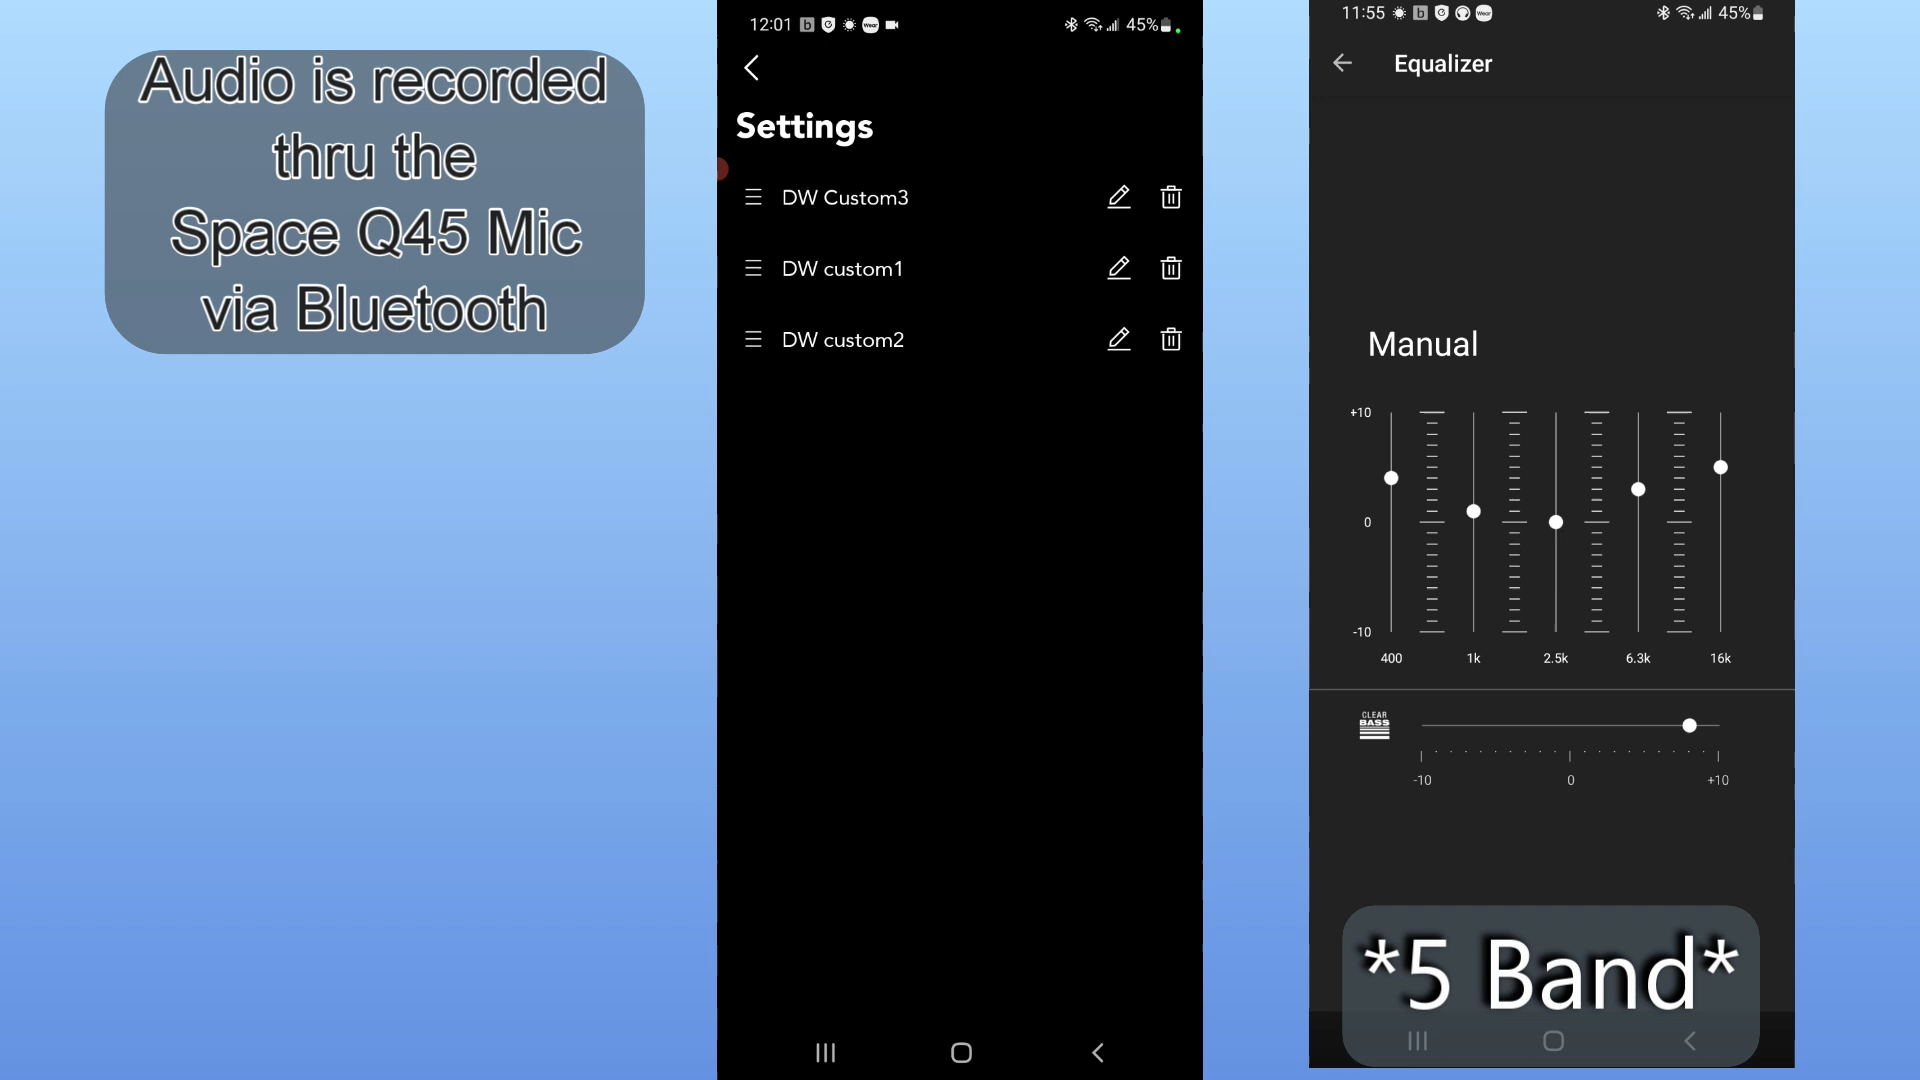 Audio is recorded
thru the
Space Q45 Mic
via Bluetooth
12:01
45%
Settings
DW Custom3
DW custom1
DW custom2
11:55
45%
Equalizer
Manual
+10
0
-10
400 1k 2.5k 6.3k 16k
CLEAR
BASS
-10 0 +10
*5 Band*